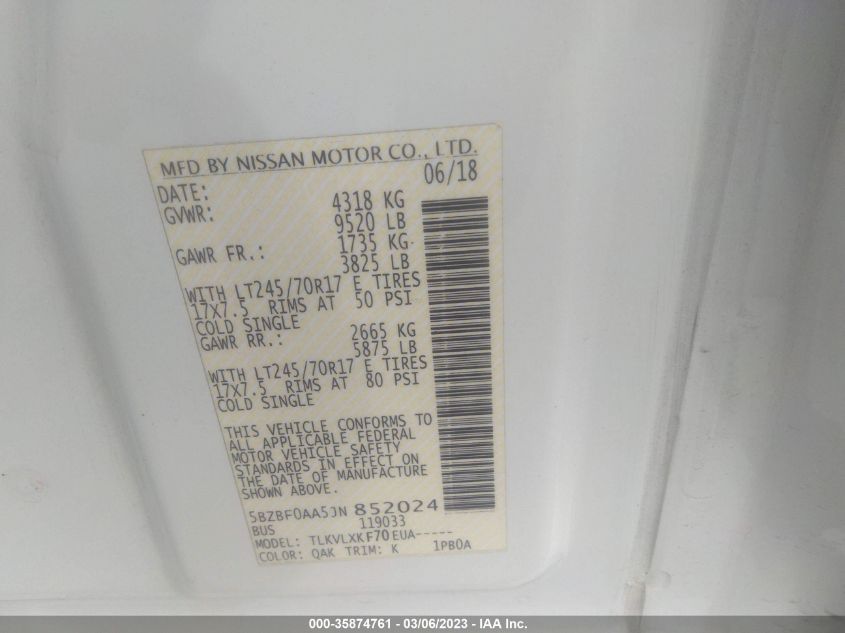 MFD BY NISSAN MOTOR CO., LTD.
DATE: 06/18
GVWR: 4318 KG
9520 LB
GAWR FR.: 1735 KG
3825 LB
WITH LT245/70R17 E TIRES
17X7.5 RIMS AT 50 PSI
COLD SINGLE
GAWR RR.: 2665 KG
5875 LB
WITH LT245/70R17 E TIRES
17X7.5 RIMS AT 80 PSI
COLD SINGLE
THIS VEHICLE CONFORMS TO
ALL APPLICABLE FEDERAL
MOTOR VEHICLE SAFETY
STANDARDS IN EFFECT ON
THE DATE OF MANUFACTURE
SHOWN ABOVE.
5BZBF0AA5JN852024
BUS 119033
MODEL: TLKVLXKF70EUA-----
COLOR: QAK TRIM: K 1PB0A
000-35874761 - 03/06/2023 - IAA Inc.